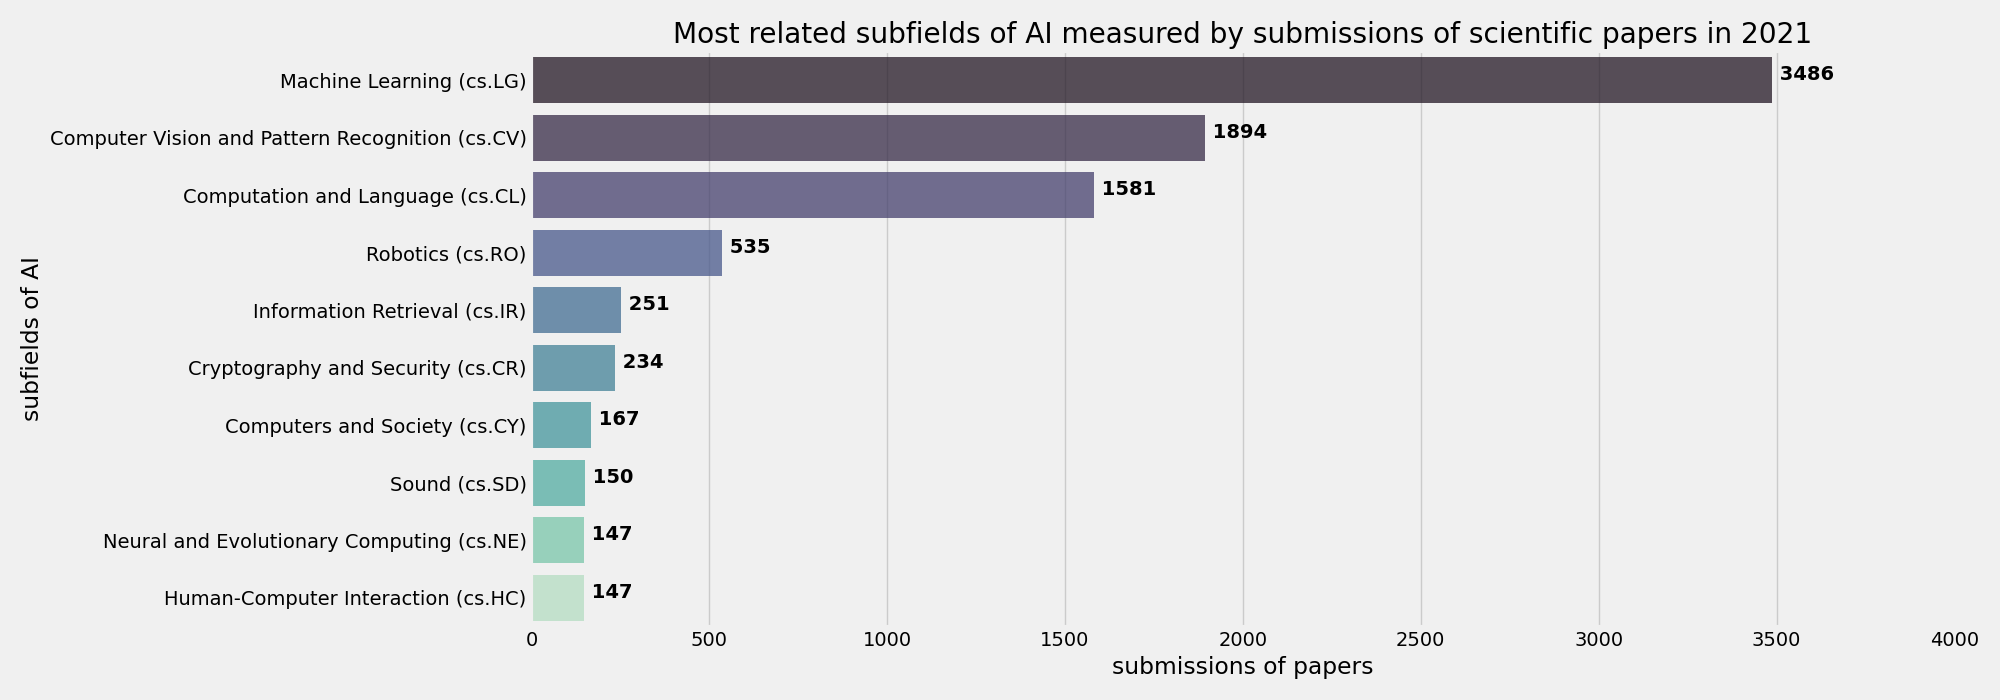 Most related subfields of AI measured by submissions of scientific papers in 2021
subfields of AI
Machine Learning (cs.LG) 3486
Computer Vision and Pattern Recognition (cs.CV) 1894
Computation and Language (cs.CL) 1581
Robotics (cs.RO) 535
Information Retrieval (cs.IR) 251
Cryptography and Security (cs.CR) 234
Computers and Society (cs.CY) 167
Sound (cs.SD) 150
Neural and Evolutionary Computing (cs.NE) 147
Human-Computer Interaction (cs.HC) 147
0 500 1000 1500 2000 2500 3000 3500 4000
submissions of papers